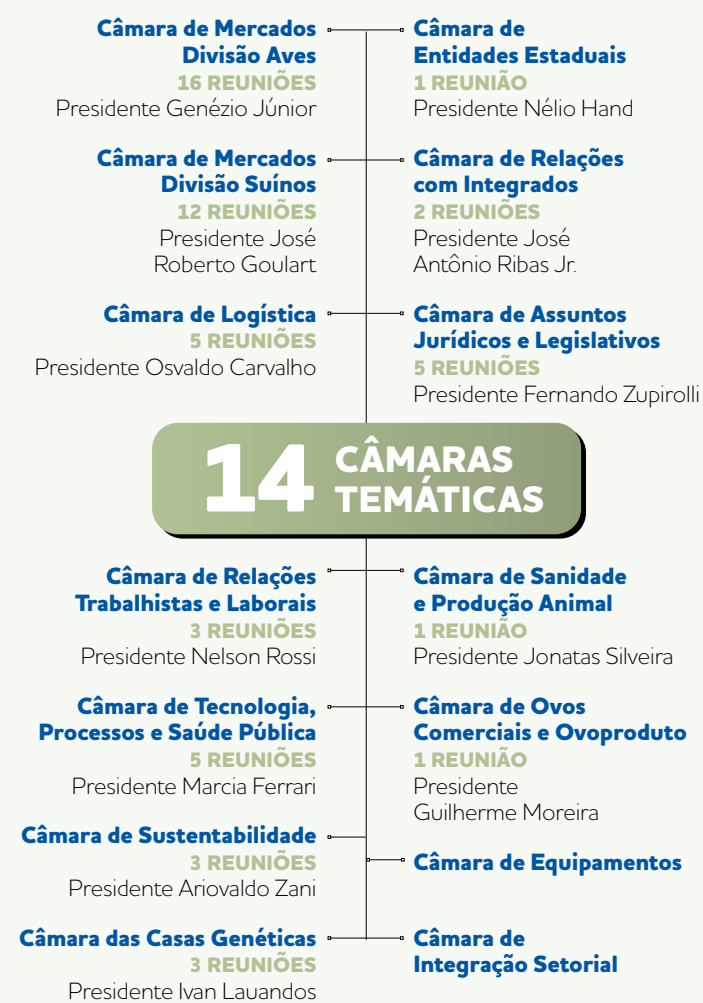 Câmara de Mercados
Divisão Aves
16 REUNIÕES
Presidente Genézio Júnior
Câmara de
Entidades Estaduais
1 REUNIÃO
Presidente Nélio Hand
Câmara de Mercados
Divisão Suínos
12 REUNIÕES
Presidente José
Roberto Goulart
Câmara de Relações
com Integrados
2 REUNIÕES
Presidente José
Antônio Ribas Jr.
Câmara de Logística
5 REUNIÕES
Presidente Osvaldo Carvalho
Câmara de Assuntos
Jurídicos e Legislativos
5 REUNIÕES
Presidente Fernando Zupirolli
14 CÂMARAS
TEMÁTICAS
Câmara de Relações
Trabalhistas e Laborais
3 REUNIÕES
Presidente Nelson Rossi
Câmara de Sanidade
e Produção Animal
1 REUNIÃO
Presidente Jonatas Silveira
Câmara de Tecnologia,
Processos e Saúde Pública
5 REUNIÕES
Presidente Marcia Ferrari
Câmara de Ovos
Comerciais e Ovoproduto
1 REUNIÃO
Presidente
Guilherme Moreira
Câmara de Sustentabilidade
3 REUNIÕES
Presidente Ariovaldo Zani
Câmara de Equipamentos
Câmara das Casas Genéticas
3 REUNIÕES
Presidente Ivan Lauandos
Câmara de
Integração Setorial